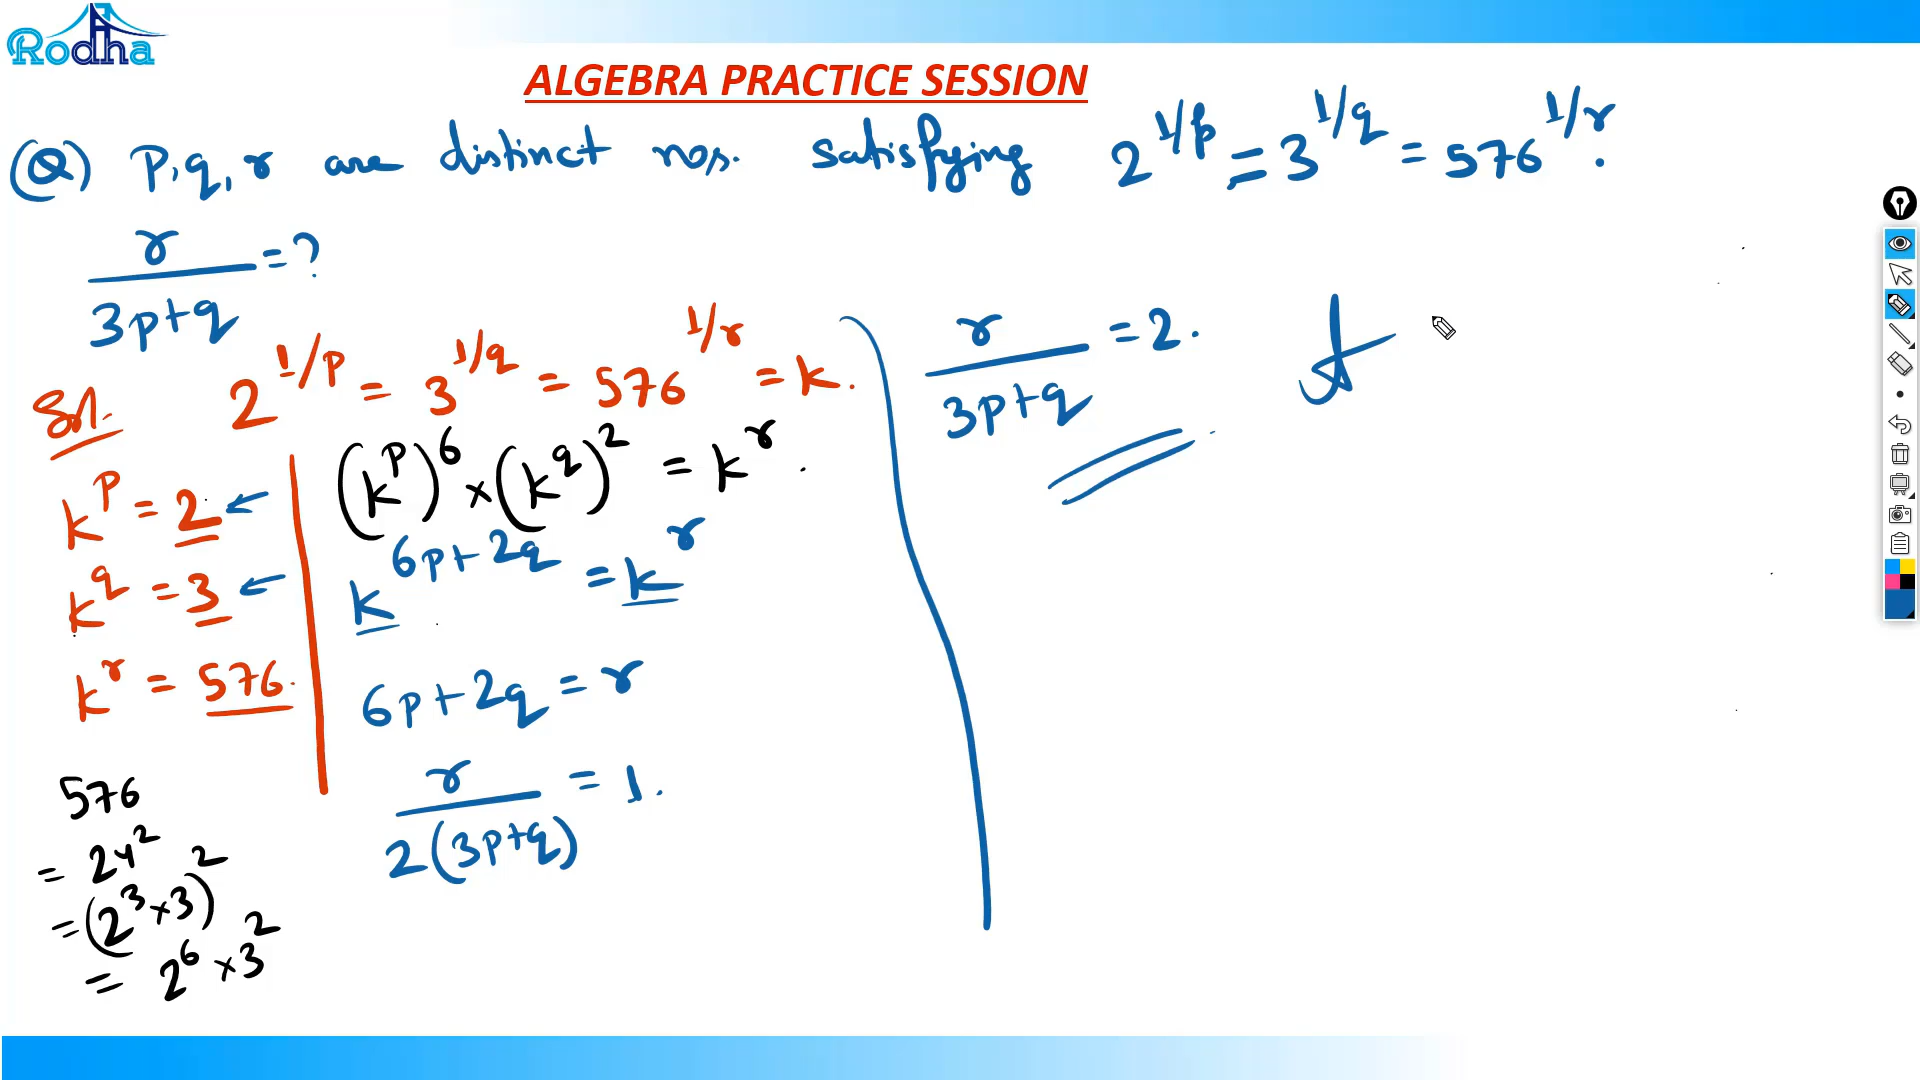 Rodha
ALGEBRA PRACTICE SESSION
(Q) p, q, r are distinct nos. satisfying 2^1/p = 3^1/q = 576^1/r.
r/(3p+q) = ?
Sol. 2^1/p = 3^1/q = 576^1/r = k.
k^p = 2
k^q = 3
k^r = 576.
576
= 24^2
= (2^3 × 3)^2
= 2^6 × 3^2
(k^p)^6 × (k^q)^2 = k^r.
k^6p+2q = k^r
6p+2q = r
r/2(3p+q) = 1.
r/(3p+q) = 2.